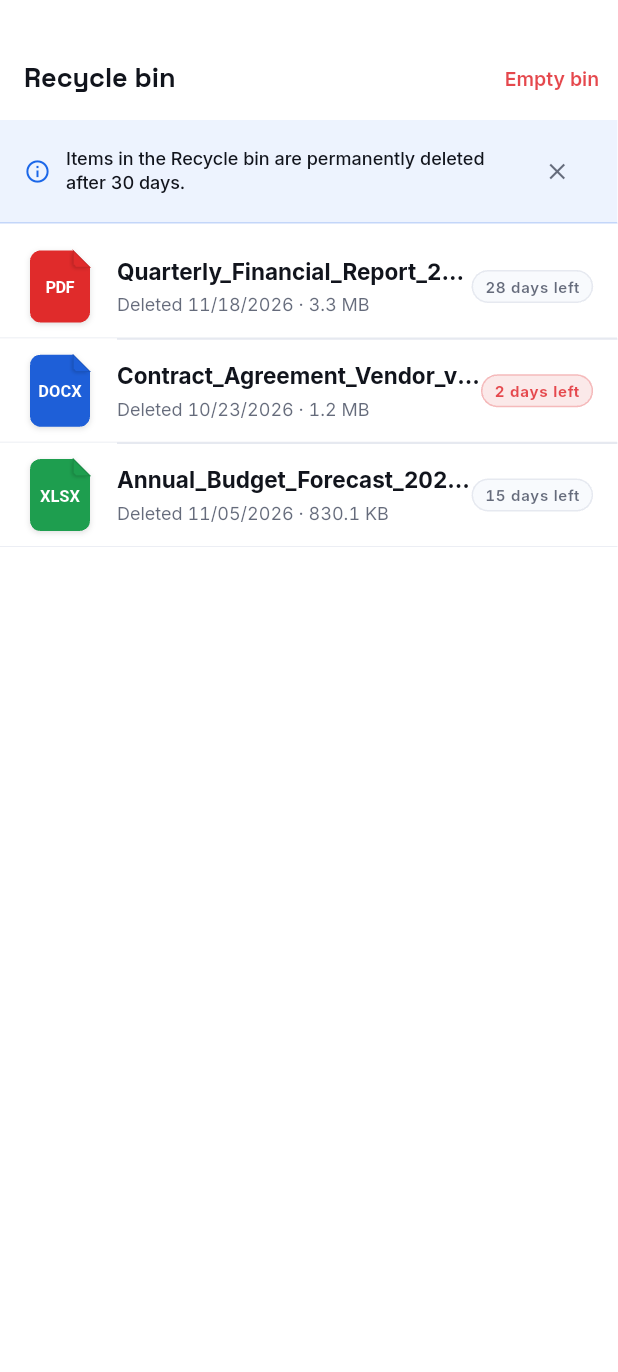 Recycle bin
Empty bin
Items in the Recycle bin are permanently deleted
after 30 days.
PDF
Quarterly_Financial_Report_2...
Deleted 11/18/2026 · 3.3 MB
28 days left
DOCX
Contract_Agreement_Vendor_v...
Deleted 10/23/2026 · 1.2 MB
2 days left
XLSX
Annual_Budget_Forecast_202...
Deleted 11/05/2026 · 830.1 KB
15 days left